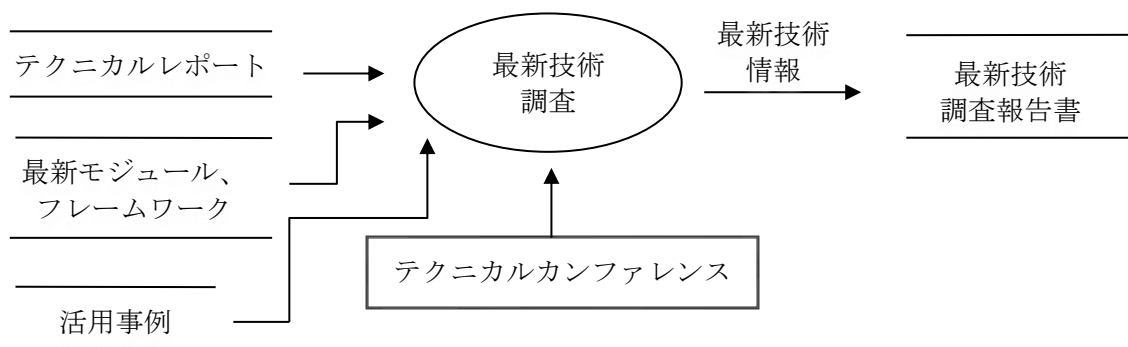 テクニカルレポート
最新モジュール、
フレームワーク
活用事例
最新技術
調査
テクニカルカンファレンス
最新技術
情報
最新技術
調査報告書